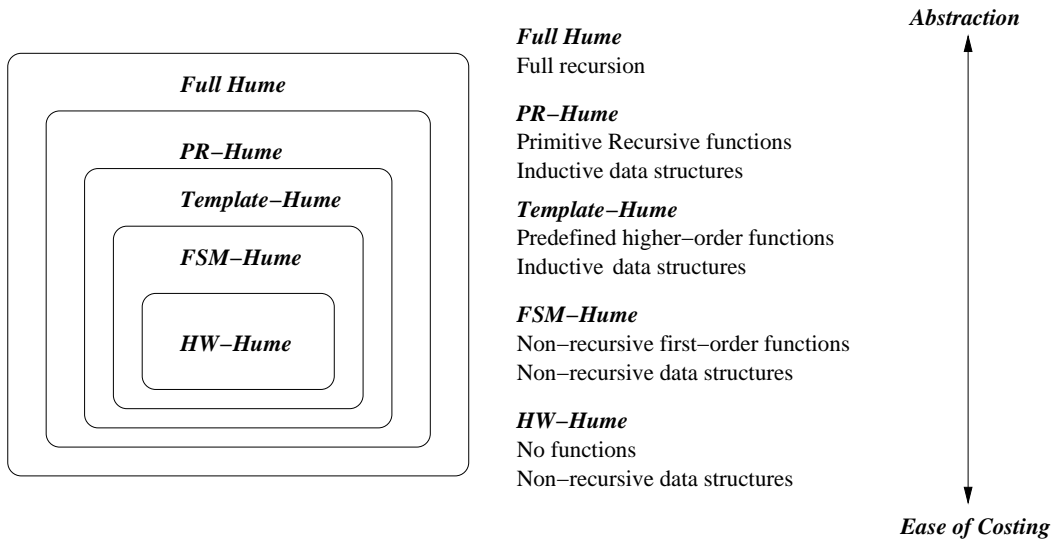 Full Hume
PR−Hume
Template−Hume
FSM−Hume
HW−Hume
Full Hume
Full recursion
PR−Hume
Primitive Recursive functions
Inductive data structures
Template−Hume
Predefined higher−order functions
Inductive data structures
FSM−Hume
Non−recursive first−order functions
Non−recursive data structures
HW−Hume
No functions
Non−recursive data structures
Abstraction
Ease of Costing